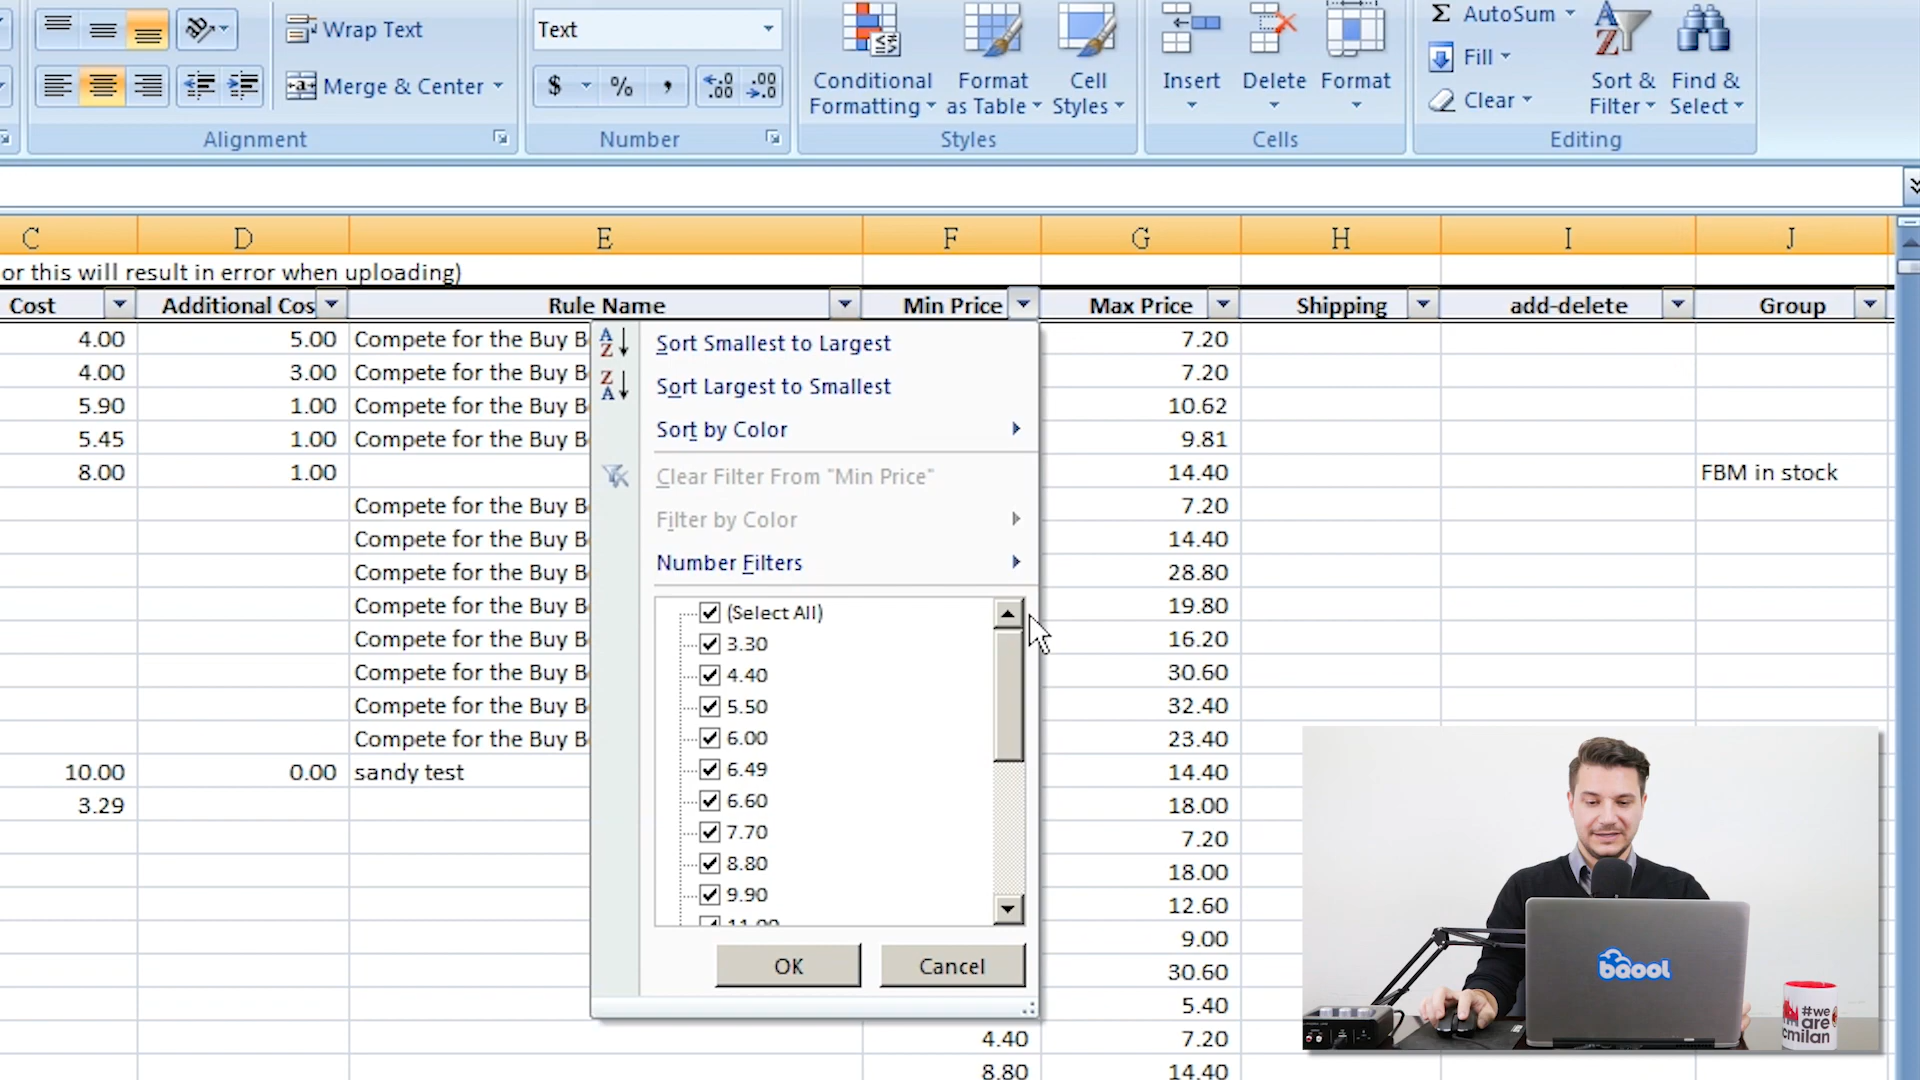 Wrap Text
Text
Merge & Center
$ % ,
Alignment
Number
Conditional Formatting
Format as Table
Cell Styles
Styles
Insert
Delete
Format
Cells
Σ AutoSum
Fill
Clear
Sort & Filter
Find & Select
Editing
C D E F G H I J
or this will result in error when uploading)
Cost Additional Cos Rule Name Min Price Max Price Shipping add-delete Group
4.00 5.00 Compete for the Buy B 7.20
4.00 3.00 Compete for the Buy B 7.20
5.90 1.00 Compete for the Buy B 10.62
5.45 1.00 Compete for the Buy B 9.81
8.00 1.00 14.40 FBM in stock
Compete for the Buy B 7.20
Compete for the Buy B 14.40
Compete for the Buy B 28.80
Compete for the Buy B 19.80
Compete for the Buy B 16.20
Compete for the Buy B 30.60
Compete for the Buy B 32.40
Compete for the Buy B 23.40
10.00 0.00 sandy test 14.40
3.29 18.00
7.20
18.00
12.60
9.00
30.60
5.40
4.40 7.20
8.80 14.40
Sort Smallest to Largest
Sort Largest to Smallest
Sort by Color
Clear Filter From "Min Price"
Filter by Color
Number Filters
(Select All)
3.30
4.40
5.50
6.00
6.49
6.60
7.70
8.80
9.90
11.00
OK Cancel
bqool
#we
are
cmilan